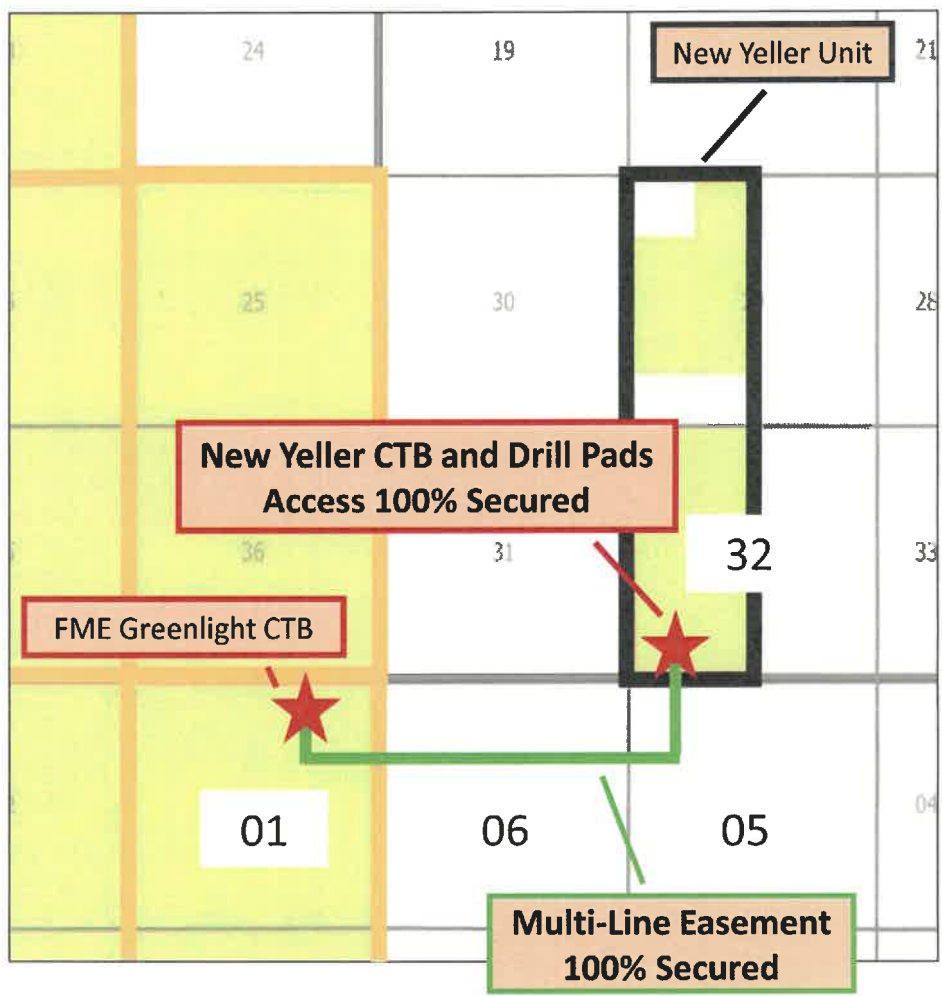 24
19
New Yeller Unit
21
25
30
28
New Yeller CTB and Drill Pads
Access 100% Secured
36
31
32
33
FME Greenlight CTB
01
06
05
04
Multi-Line Easement
100% Secured